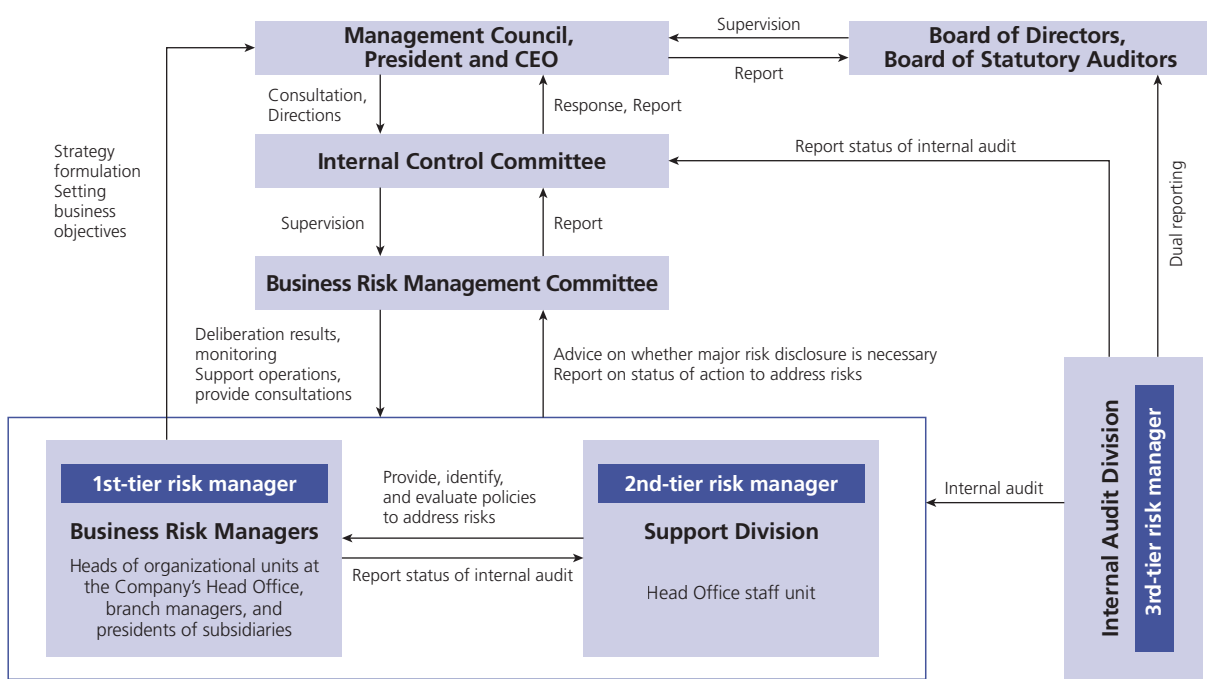 Management Council,
President and CEO
Supervision
Report
Board of Directors,
Board of Statutory Auditors
Consultation,
Directions
Response, Report
Strategy
formulation
Setting
business
objectives
Internal Control Committee
Report status of internal audit
Dual reporting
Supervision
Report
Business Risk Management Committee
Deliberation results,
monitoring
Support operations,
provide consultations
Advice on whether major risk disclosure is necessary
Report on status of action to address risks
1st-tier risk manager
Business Risk Managers
Heads of organizational units at
the Company’s Head Office,
branch managers, and
presidents of subsidiaries
Provide, identify,
and evaluate policies
to address risks
Report status of internal audit
2nd-tier risk manager
Support Division
Head Office staff unit
Internal audit
Internal Audit Division
3rd-tier risk manager